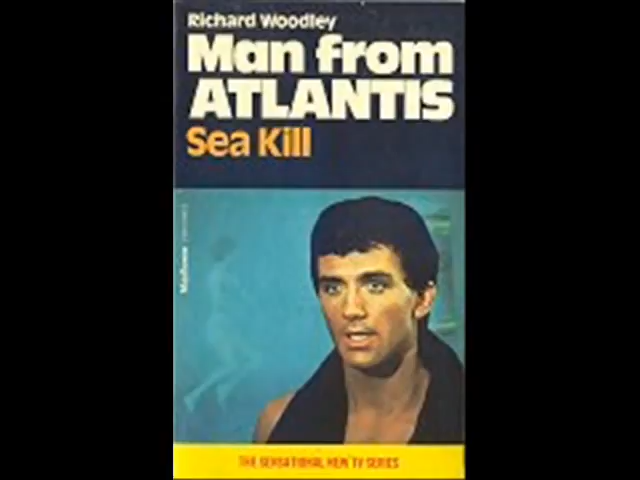 Richard Woodley
Man from
ATLANTIS
Sea Kill
THE SENSATIONAL NEW TV SERIES